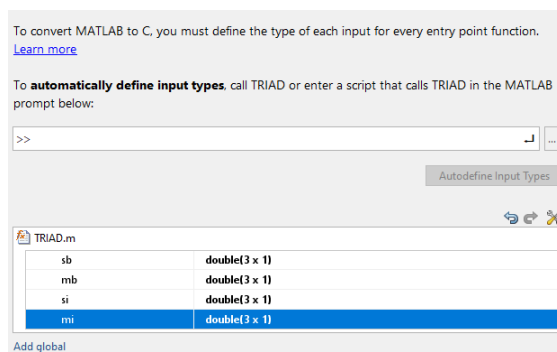 To convert MATLAB to C, you must define the type of each input for every entry point function.
Learn more
To automatically define input types, call TRIAD or enter a script that calls TRIAD in the MATLAB
prompt below:
>>
...
Autodefine Input Types
TRIAD.m
sb double(3 x 1)
mb double(3 x 1)
si double(3 x 1)
mi double(3 x 1)
Add global